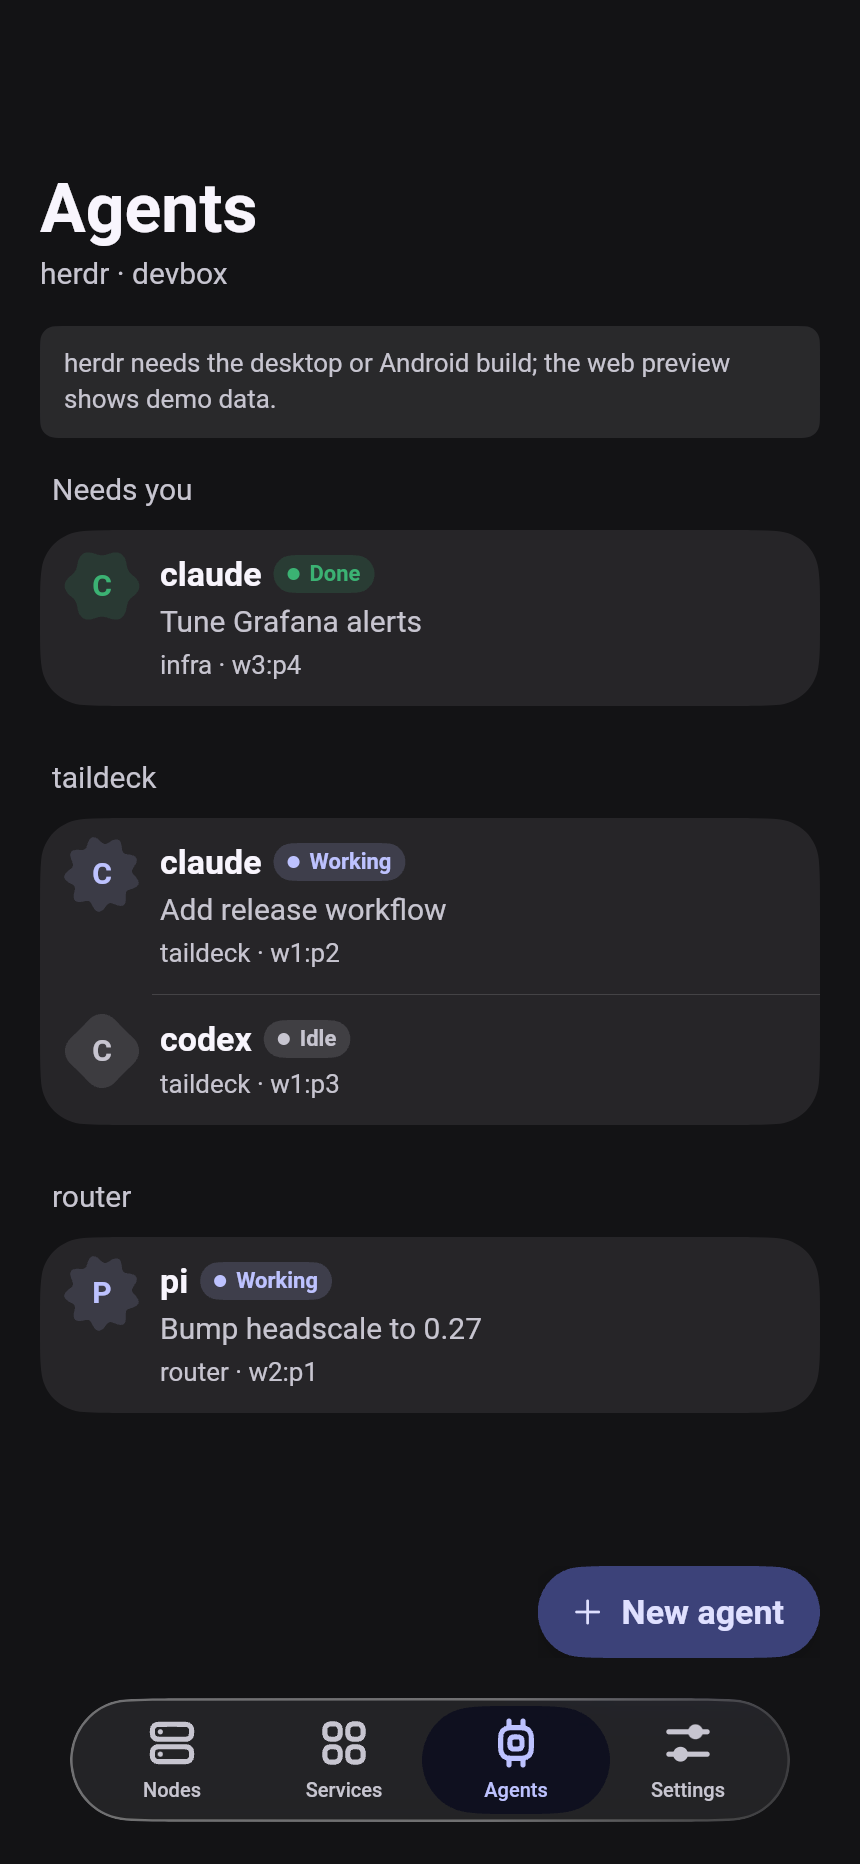 Agents
herdr · devbox
herdr needs the desktop or Android build; the web preview
shows demo data.
Needs you
C
claude
Done
Tune Grafana alerts
infra · w3:p4
taildeck
C
claude
Working
Add release workflow
taildeck · w1:p2
C
codex
Idle
taildeck · w1:p3
router
P
pi
Working
Bump headscale to 0.27
router · w2:p1
+ New agent
Nodes
Services
Agents
Settings